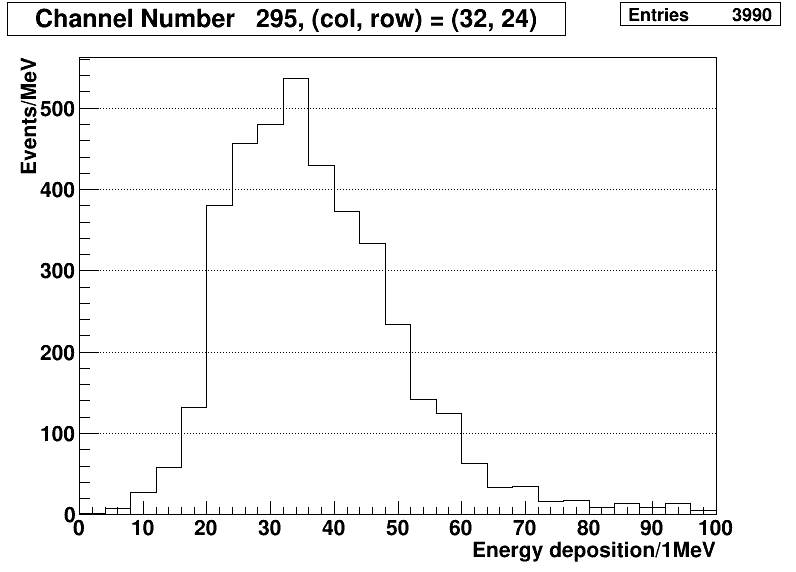 Channel Number 295, (col, row) = (32, 24)
Entries 3990
Events/MeV
500
400
300
200
100
0
0 10 20 30 40 50 60 70 80 90 100
Energy deposition/1MeV